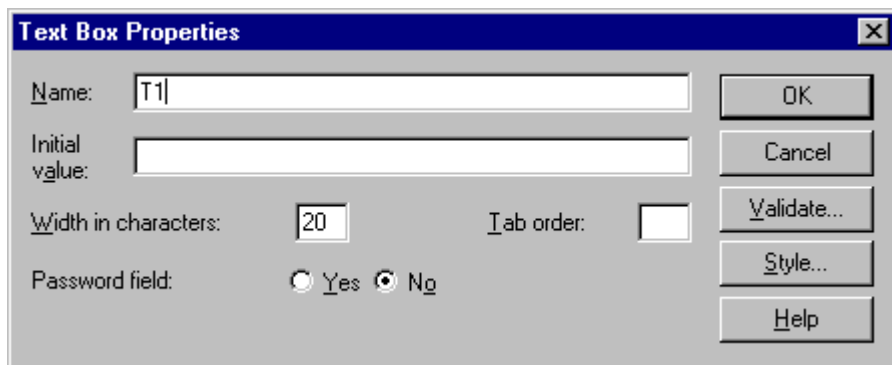 Text Box Properties
Name: T1 OK
Initial value: Cancel
Width in characters: 20 Tab order: Validate...
Style...
Password field: Yes No
Help